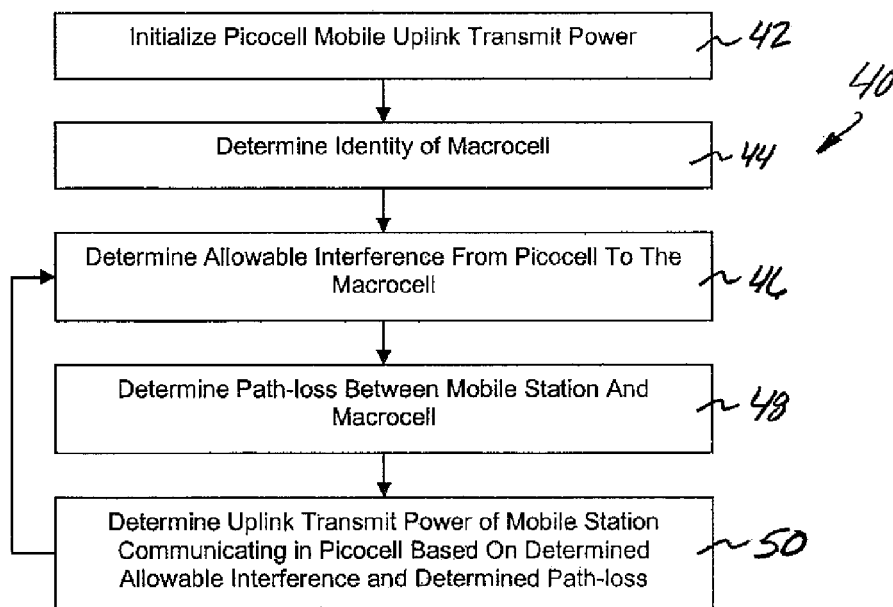 Initialize Picocell Mobile Uplink Transmit Power
42
40
Determine Identity of Macrocell
44
Determine Allowable Interference From Picocell To The
Macrocell
46
Determine Path-loss Between Mobile Station And
Macrocell
48
Determine Uplink Transmit Power of Mobile Station
Communicating in Picocell Based On Determined
Allowable Interference and Determined Path-loss
50